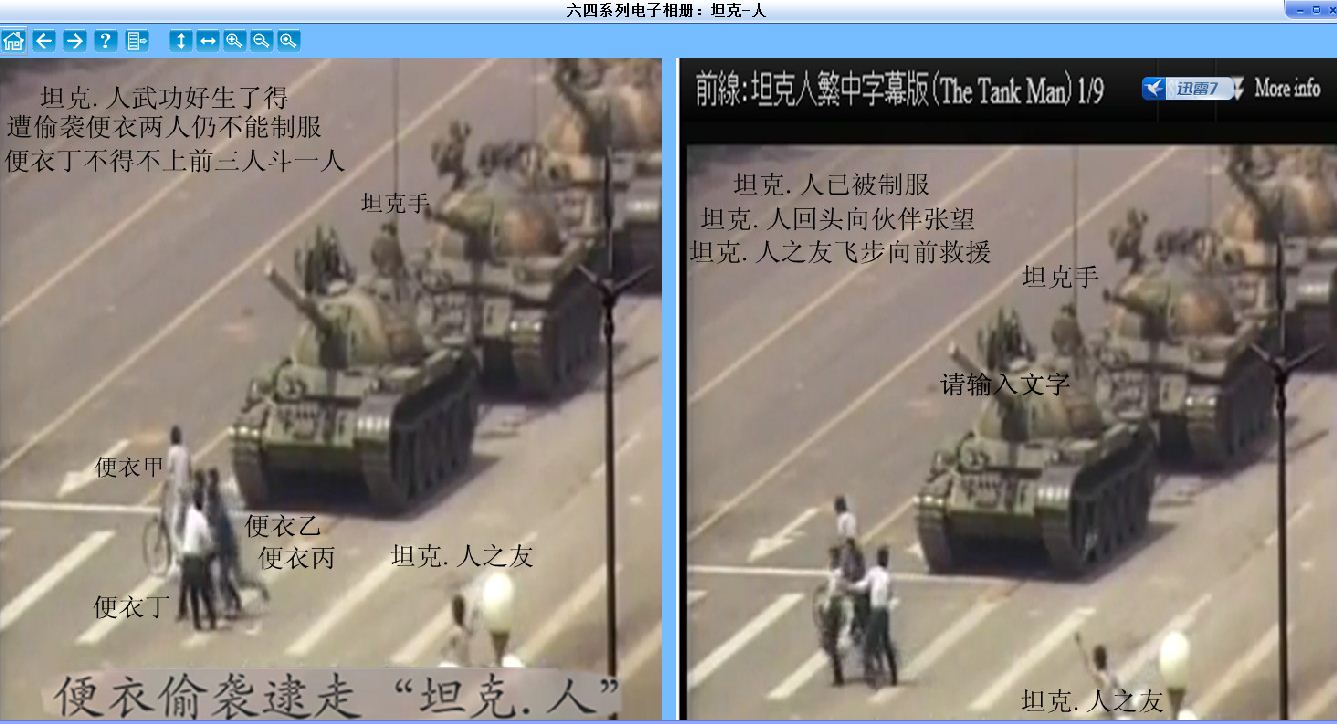 六四系列电子相册：坦克-人
坦克.人武功好生了得
遭偷袭便衣两人仍不能制服
便衣丁不得不上前三人斗一人
坦克手
便衣甲
便衣乙
便衣丙
坦克.人之友
便衣丁
便衣偷袭逮走“坦克.人”
前線:坦克人繁中字幕版(The Tank Man) 1/9
迅雷7
More info
坦克.人已被制服
坦克.人回头向伙伴张望
坦克.人之友飞步向前救援
坦克手
请输入文字
坦克.人之友